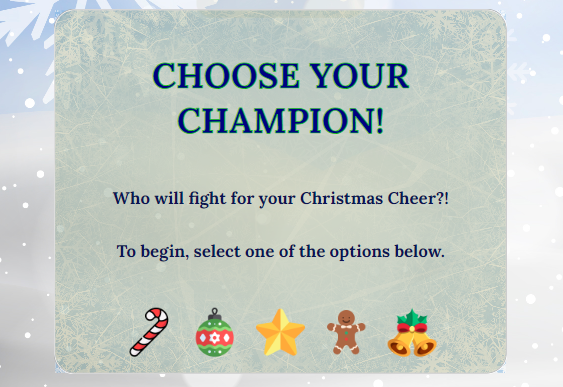 CHOOSE YOUR
CHAMPION!
Who will fight for your Christmas Cheer?!
To begin, select one of the options below.